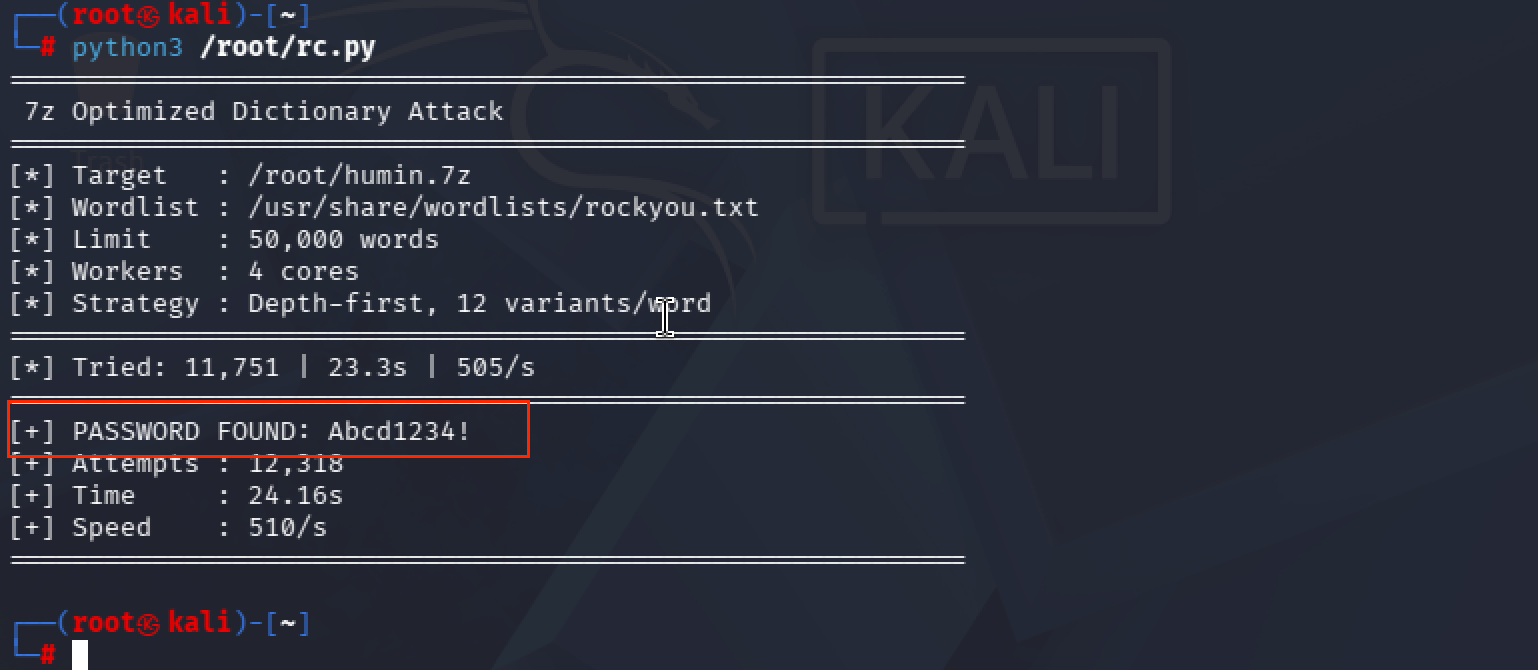 ┌──(root㉿kali)-[~]
└─# python3 /root/rc.py
KALI
7z Optimized Dictionary Attack
Trash
[*] Target   : /root/humin.7z
[*] Wordlist : /usr/share/wordlists/rockyou.txt
[*] Limit    : 50,000 words
[*] Workers  : 4 cores
[*] Strategy : Depth-first, 12 variants/word
[*] Tried: 11,751 | 23.3s | 505/s
[+] PASSWORD FOUND: Abcd1234!
[+] Attempts : 12,318
[+] Time     : 24.16s
[+] Speed    : 510/s
┌──(root㉿kali)-[~]
└─#